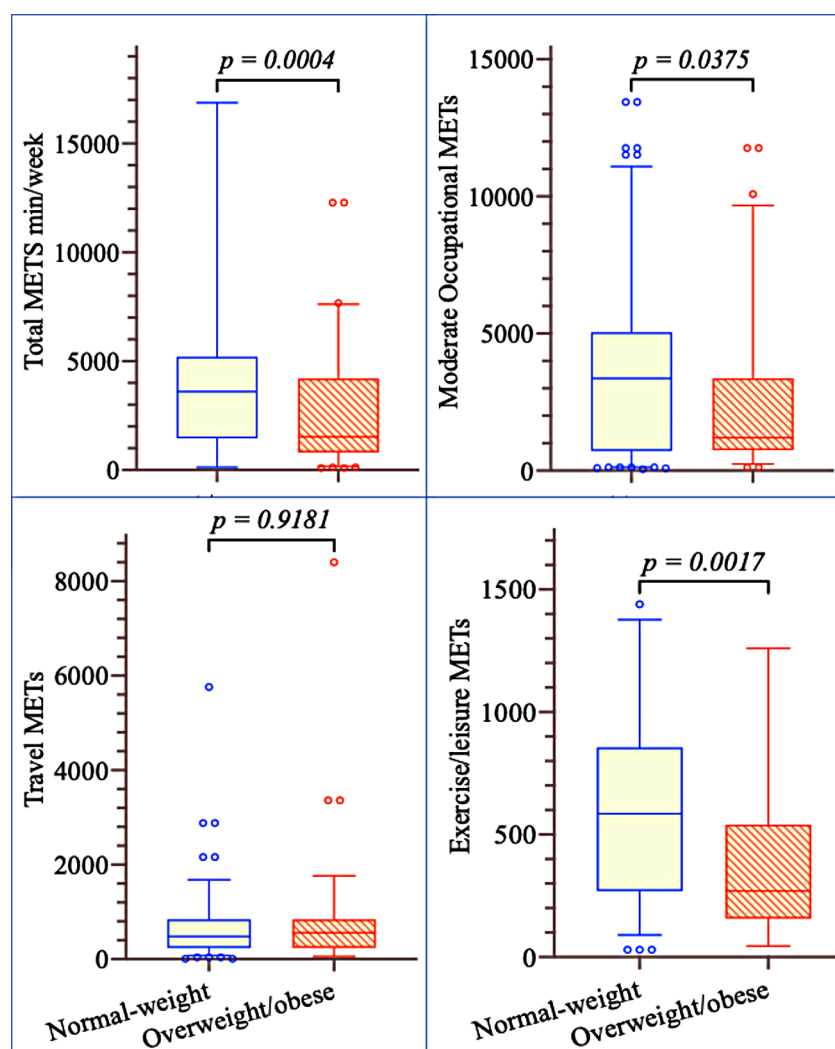 p = 0.0004
Total METS min/week
15000
10000
5000
0
p = 0.0375
Moderate Occupational METs
15000
10000
5000
0
p = 0.9181
Travel METs
8000
6000
4000
2000
0
Normal-weight
Overweight/obese
p = 0.0017
Exercise/leisure METs
1500
1000
500
0
Normal-weight
Overweight/obese